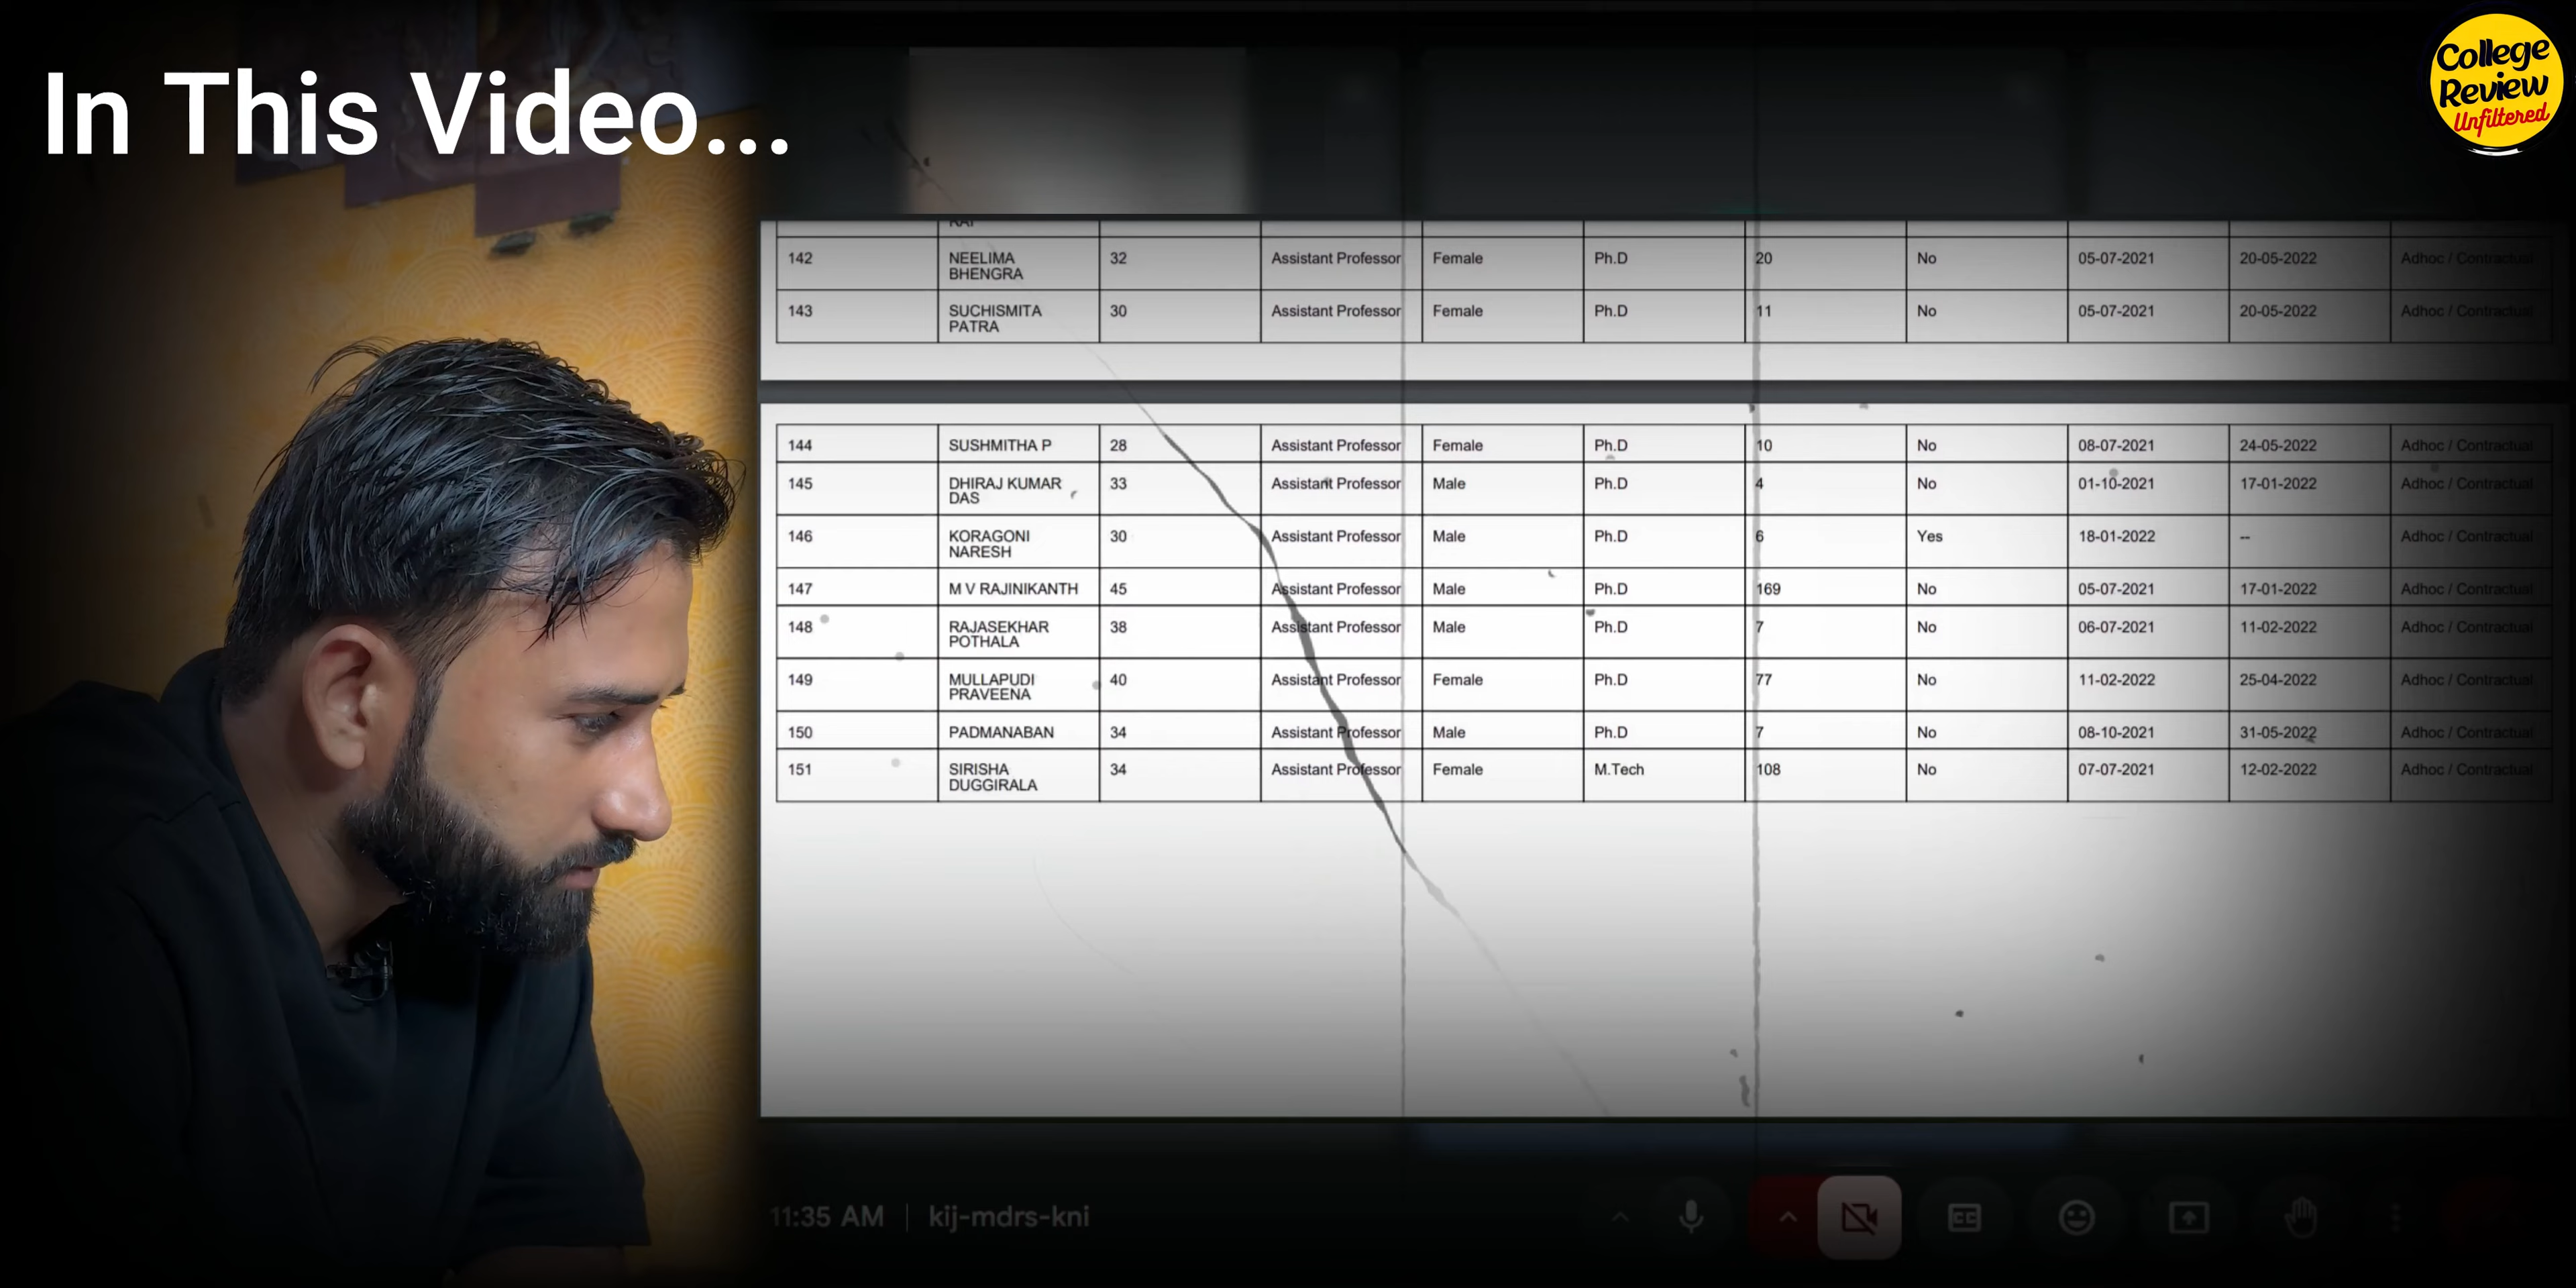 In This Video...
College
Review
Unfiltered
142 NEELIMA BHENGRA 32 Assistant Professor Female Ph.D 20 No 05-07-2021 20-05-2022 Adhoc / Contractual
143 SUCHISMITA PATRA 30 Assistant Professor Female Ph.D 11 No 05-07-2021 20-05-2022 Adhoc / Contractual
144 SUSHMITHA P 28 Assistant Professor Female Ph.D 10 No 08-07-2021 24-05-2022 Adhoc / Contractual
145 DHIRAJ KUMAR DAS 33 Assistant Professor Male Ph.D 4 No 01-10-2021 17-01-2022 Adhoc / Contractual
146 KORAGONI NARESH 30 Assistant Professor Male Ph.D 6 Yes 18-01-2022 -- Adhoc / Contractual
147 M V RAJINIKANTH 45 Assistant Professor Male Ph.D 169 No 05-07-2021 17-01-2022 Adhoc / Contractual
148 RAJASEKHAR POTHALA 38 Assistant Professor Male Ph.D 7 No 06-07-2021 11-02-2022 Adhoc / Contractual
149 MULLAPUDI PRAVEENA 40 Assistant Professor Female Ph.D 77 No 11-02-2022 25-04-2022 Adhoc / Contractual
150 PADMANABAN 34 Assistant Professor Male Ph.D 7 No 08-10-2021 31-05-2022 Adhoc / Contractual
151 SIRISHA DUGGIRALA 34 Assistant Professor Female M.Tech 108 No 07-07-2021 12-02-2022 Adhoc / Contractual
11:35 AM | kij-mdrs-kni
CC